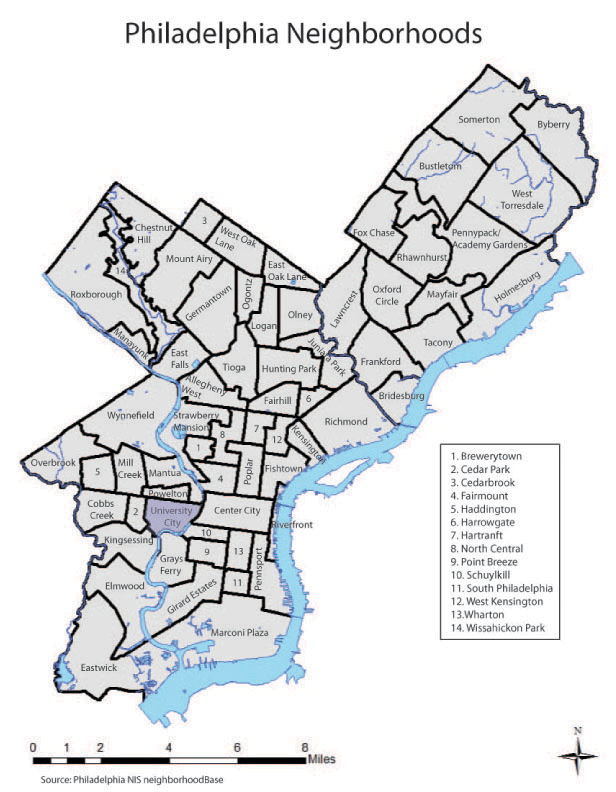 Philadelphia Neighborhoods
Somerton
Byberry
Bustleton
West
Torresdale
Fox Chase
Pennypack/
Academy Gardens
Rhawnhurst
3
West Oak
Lane
Chestnut
Hill
Mount Airy
East
Oak Lane
14
Roxborough
Germantown
Ogontz
Lawncrest
Oxford
Circle
Mayfair
Holmesburg
Olney
Logan
Manayunk
Juniata Park
Tacony
East
Falls
Frankford
Tioga
Hunting Park
Allegheny
West
Bridesburg
Fairhill
6
Wynnefield
Strawberry
Mansion
Richmond
8
7
12
Kensington
1
Overbrook
5
Mill
Creek
Mantua
4
Poplar
Fishtown
Powelton
Cobbs
Creek
2
University
City
Center City
Riverfront
Kingsessing
10
Grays
Ferry
9
13
Pennsport
Elmwood
11
Girard Estates
Marconi Plaza
Eastwick
1. Brewerytown
2. Cedar Park
3. Cedarbrook
4. Fairmount
5. Haddington
6. Harrowgate
7. Hartranft
8. North Central
9. Point Breeze
10. Schuylkill
11. South Philadelphia
12. West Kensington
13.Wharton
14. Wissahickon Park
N
0 1 2 4 6 8
Miles
Source: Philadelphia NIS neighborhoodBase